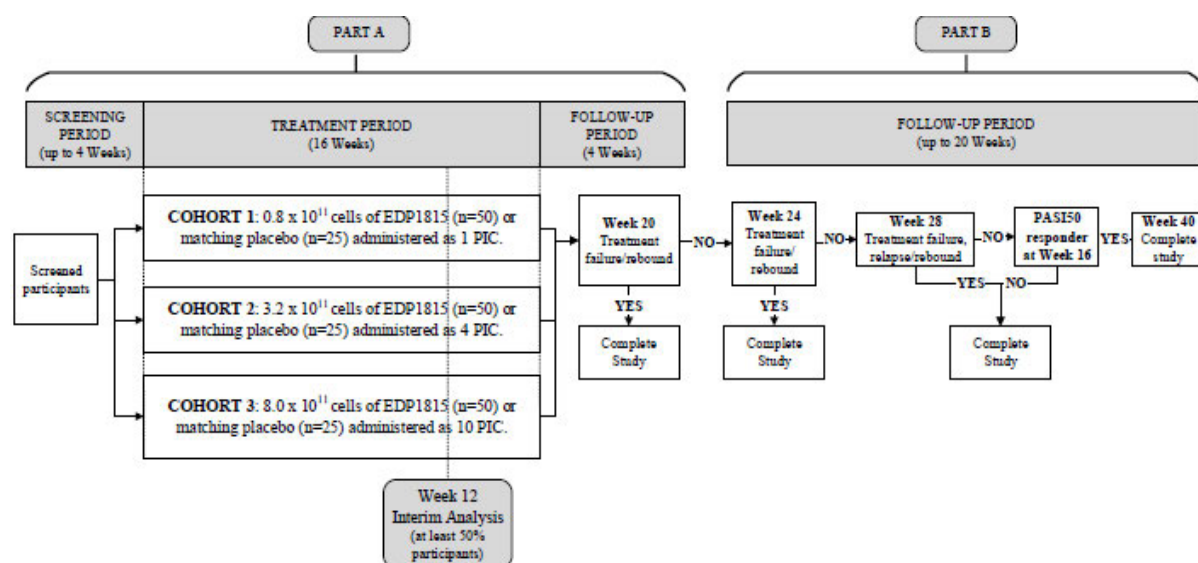 PART A
PART B
SCREENING
PERIOD
(up to 4 Weeks)
TREATMENT PERIOD
(16 Weeks)
FOLLOW-UP
PERIOD
(4 Weeks)
FOLLOW-UP PERIOD
(up to 20 Weeks)
Screened
participants
COHORT 1: 0.8 x 10¹¹ cells of EDP1815 (n=50) or
matching placebo (n=25) administered as 1 PIC.
COHORT 2: 3.2 x 10¹¹ cells of EDP1815 (n=50) or
matching placebo (n=25) administered as 4 PIC.
COHORT 3: 8.0 x 10¹¹ cells of EDP1815 (n=50) or
matching placebo (n=25) administered as 10 PIC.
Week 12
Interim Analysis
(at least 50%
participants)
Week 20
Treatment
failure/rebound
YES
Complete
Study
NO
Week 24
Treatment
failure/
rebound
YES
Complete
Study
NO
Week 28
Treatment failure,
relapse/rebound
NO
PASI50
responder
at Week 16
YES
Week 40
Complete
study
YES
NO
Complete
Study